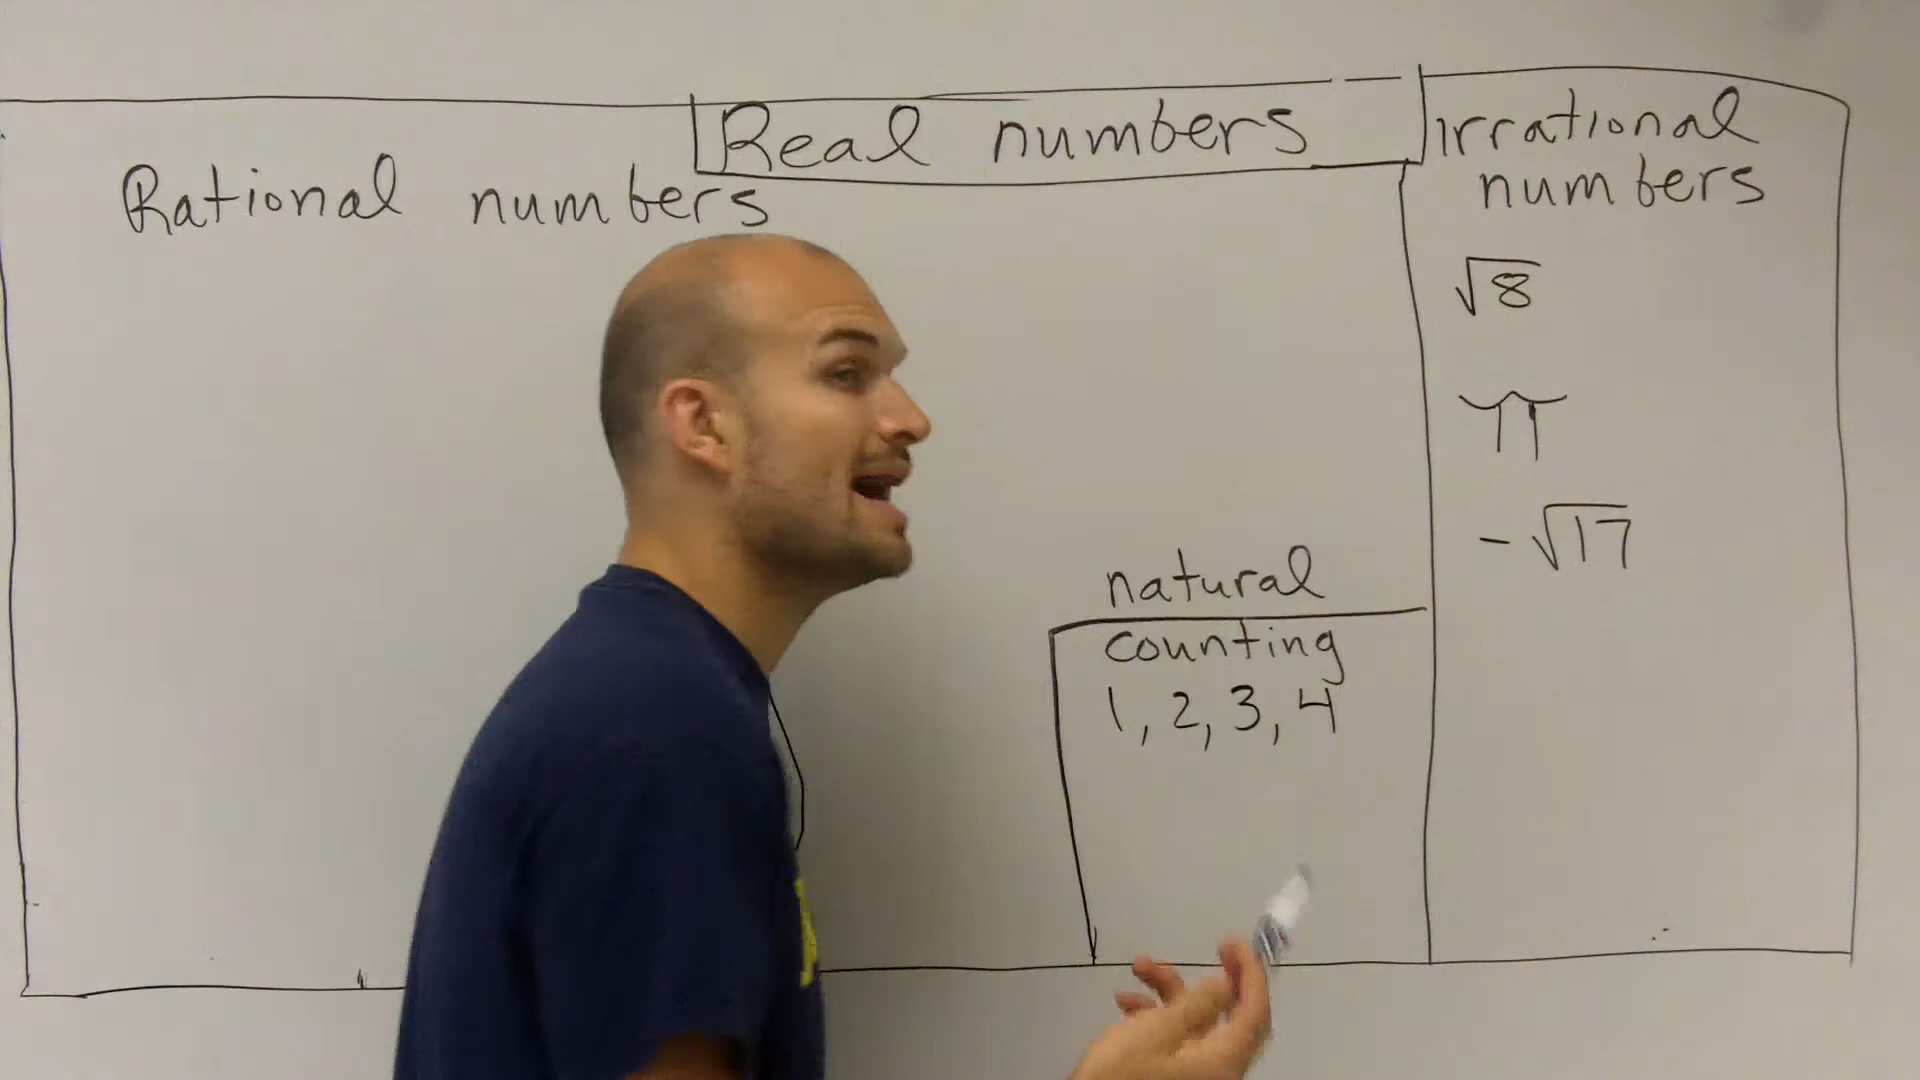 Real numbers
Rational numbers
irrational
numbers
√8
π
-√17
natural
counting
1, 2, 3, 4